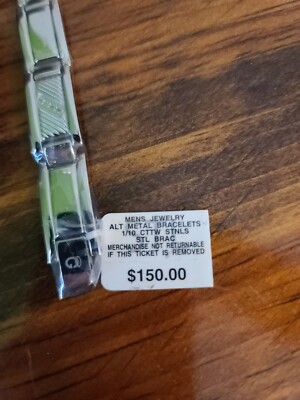 MENS JEWELRY
ALT METAL BRACELETS
1/10 CTTW STNLS
STL BRAC
MERCHANDISE NOT RETURNABLE
IF THIS TICKET IS REMOVED
$150.00
G